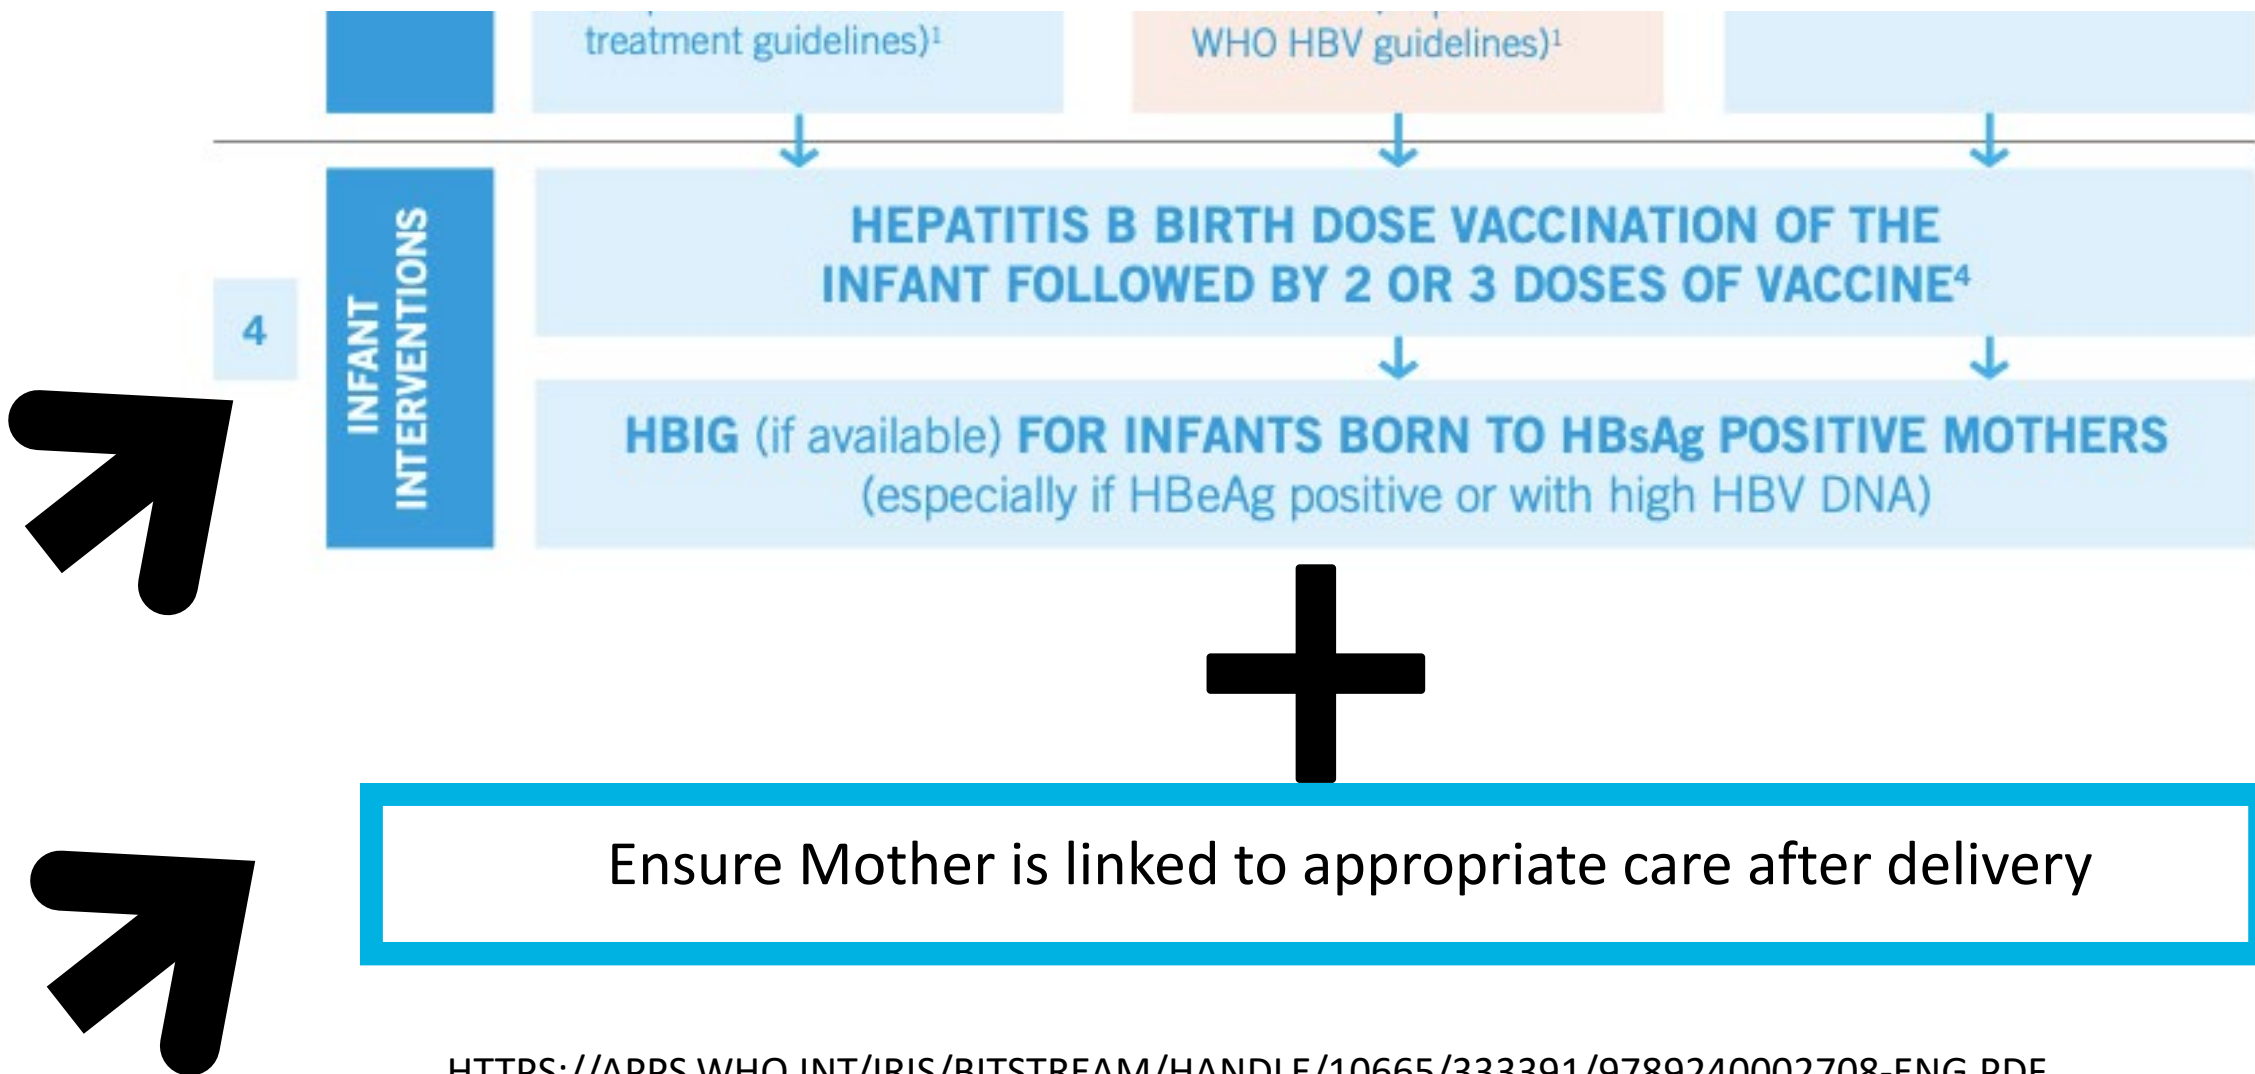 treatment guidelines)¹
WHO HBV guidelines)¹
4
INFANT
INTERVENTIONS
HEPATITIS B BIRTH DOSE VACCINATION OF THE
INFANT FOLLOWED BY 2 OR 3 DOSES OF VACCINE⁴
HBIG (if available) FOR INFANTS BORN TO HBsAg POSITIVE MOTHERS
(especially if HBeAg positive or with high HBV DNA)
Ensure Mother is linked to appropriate care after delivery
HTTPS://APPS.WHO.INT/IRIS/BITSTREAM/HANDLE/10665/333391/9789240002708-ENG.PDF